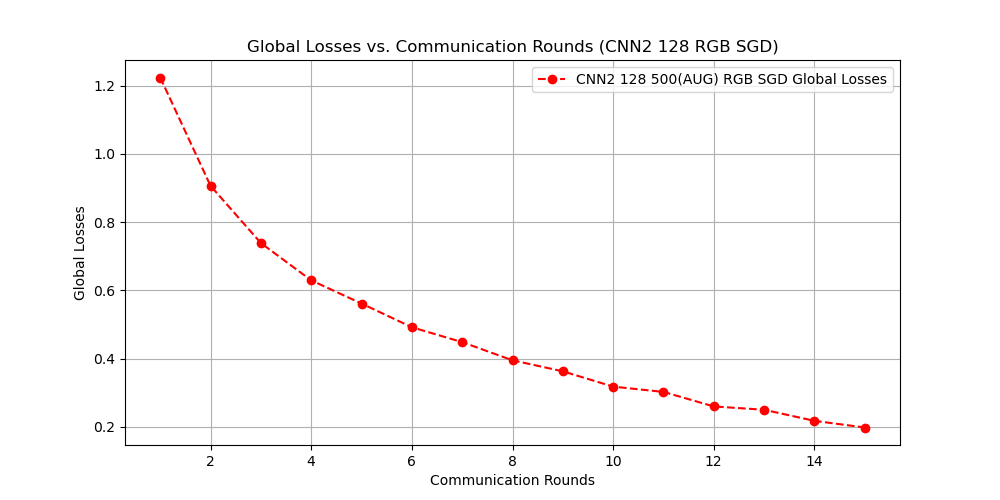 Global Losses vs. Communication Rounds (CNN2 128 RGB SGD)
CNN2 128 500(AUG) RGB SGD Global Losses
Global Losses
1.2
1.0
0.8
0.6
0.4
0.2
2 4 6 8 10 12 14
Communication Rounds